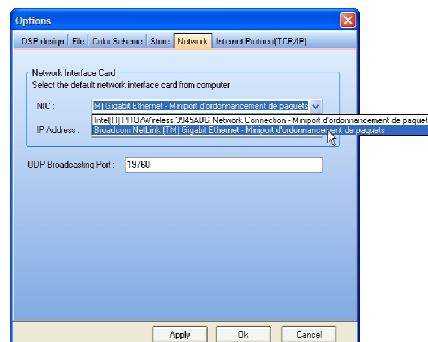 Options
DSP design File Color Scheme Store Network Internet Protocol(TCP/IP)
Network Interface Card
Select the default network interface card from computer
NIC :
M) Gigabit Ethernet - Miniport d'ordonnancement de paquets
Intel(R) PRO/Wireless 3945ABG Network Connection - Miniport d'ordonnancement de paquet
IP Address :
Broadcom NetLink (TM) Gigabit Ethernet - Miniport d'ordonnancement de paquets
UDP Broadcasting Port :
19760
Apply
Ok
Cancel